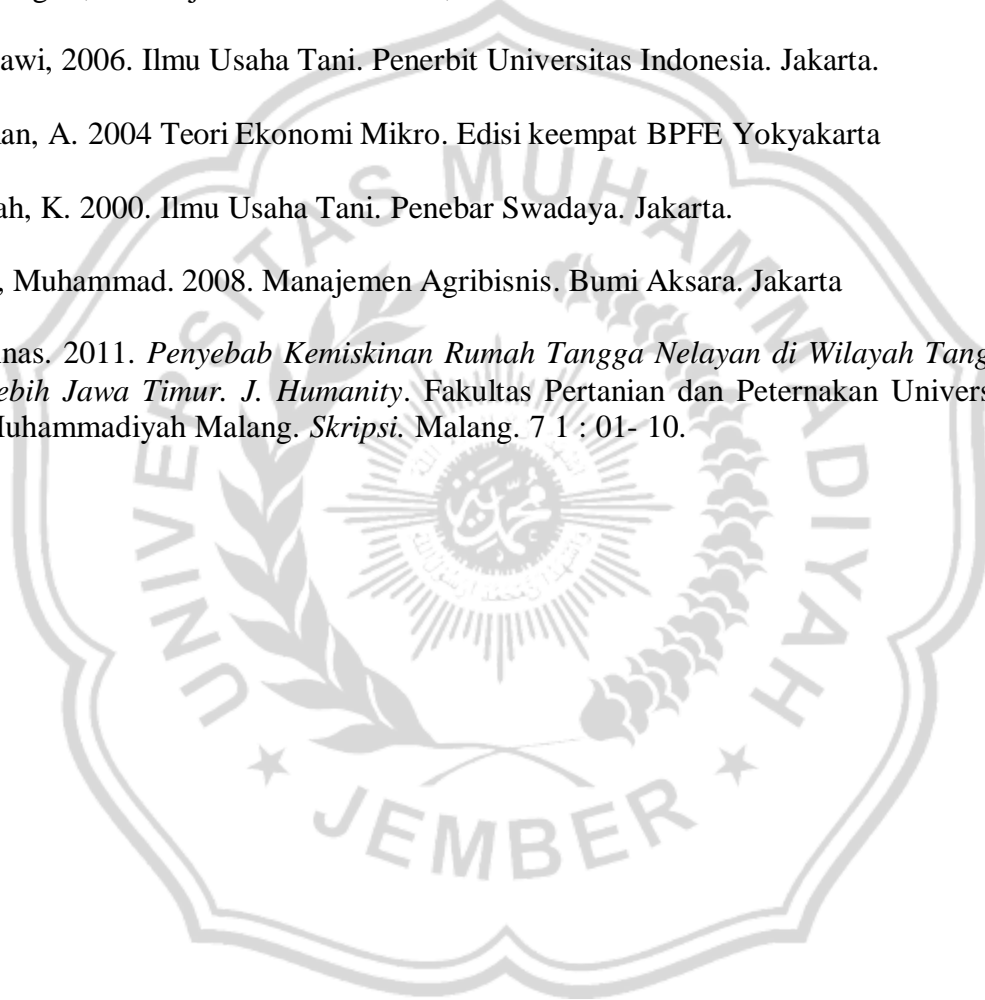 awi, 2006. Ilmu Usaha Tani. Penerbit Universitas Indonesia. Jakarta.
an, A. 2004 Teori Ekonomi Mikro. Edisi keempat BPFE Yokyakarta
ah, K. 2000. Ilmu Usaha Tani. Penebar Swadaya. Jakarta.
, Muhammad. 2008. Manajemen Agribisnis. Bumi Aksara. Jakarta
nas. 2011. Penyebab Kemiskinan Rumah Tangga Nelayan di Wilayah Tang
ebih Jawa Timur. J. Humanity. Fakultas Pertanian dan Peternakan Univers
Muhammadiyah Malang. Skripsi. Malang. 7 1 : 01- 10.
UNIVERSITAS MUHAMMADIYAH
JEMBER